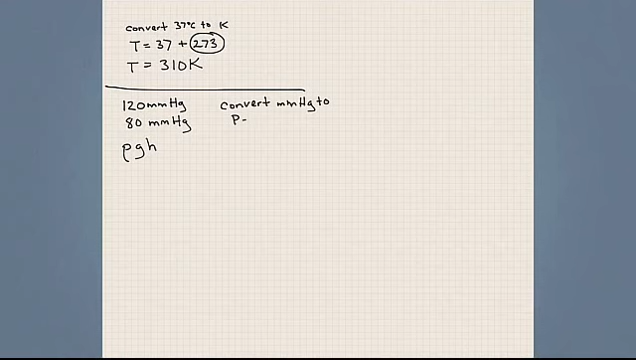 convert 37°C to K
T = 37 + 273
T = 310K
120mmHg
80 mmHg
convert mmHg to
P-
ρgh